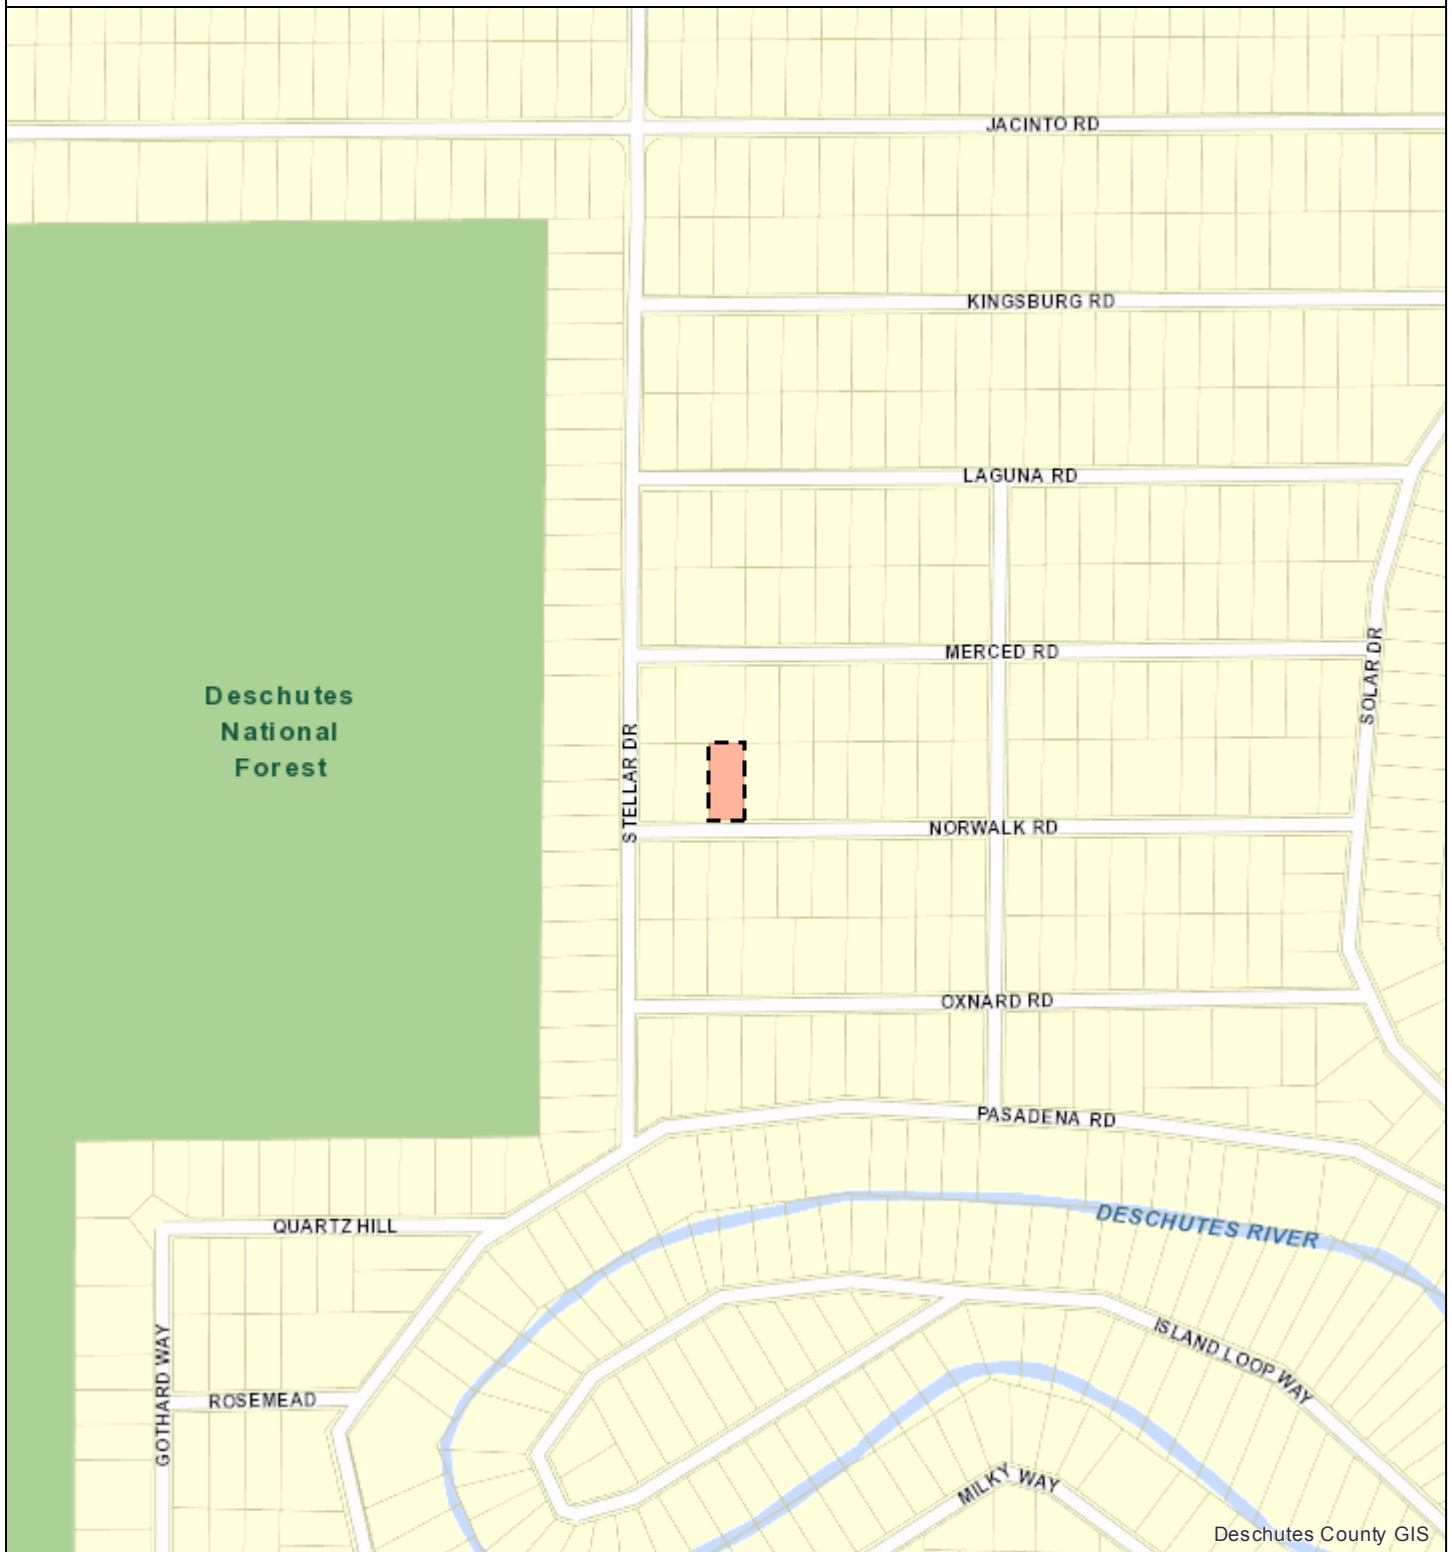 JACINTO RD
KINGSBURG RD
LAGUNA RD
MERCED RD
SOLAR DR
Deschutes
National
Forest
STELLAR DR
NORWALK RD
OXNARD RD
PASADENA RD
DESCHUTES RIVER
QUARTZ HILL
ISLAND LOOP WAY
GOTHARD WAY
ROSEMEAD
MILKY WAY
Deschutes County GIS